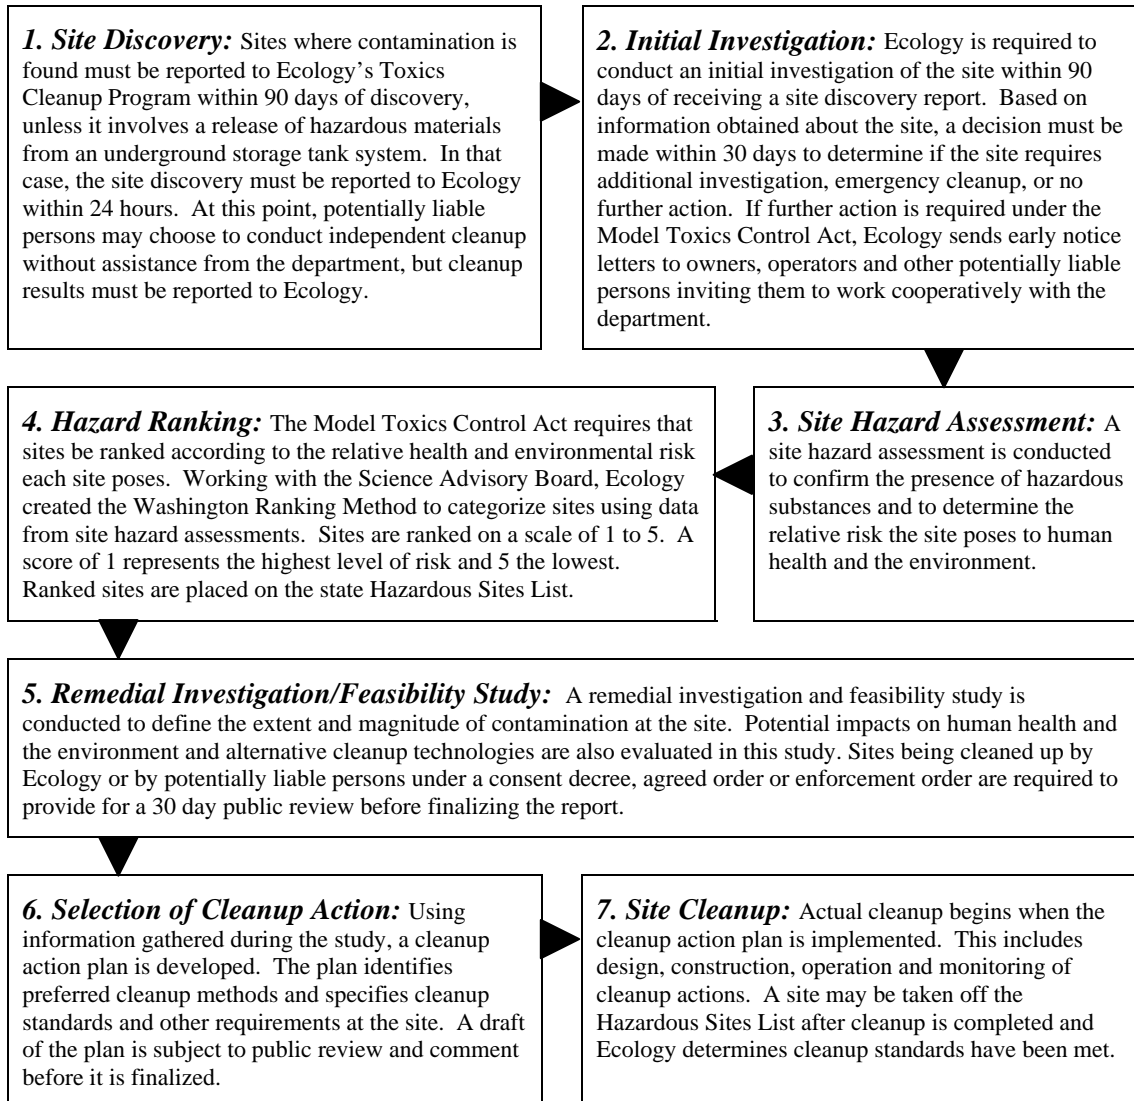 1. Site Discovery: Sites where contamination is
found must be reported to Ecology's Toxics
Cleanup Program within 90 days of discovery,
unless it involves a release of hazardous materials
from an underground storage tank system. In that
case, the site discovery must be reported to Ecology
within 24 hours. At this point, potentially liable
persons may choose to conduct independent cleanup
without assistance from the department, but cleanup
results must be reported to Ecology.
2. Initial Investigation: Ecology is required to
conduct an initial investigation of the site within 90
days of receiving a site discovery report. Based on
information obtained about the site, a decision must be
made within 30 days to determine if the site requires
additional investigation, emergency cleanup, or no
further action. If further action is required under the
Model Toxics Control Act, Ecology sends early notice
letters to owners, operators and other potentially liable
persons inviting them to work cooperatively with the
department.
3. Site Hazard Assessment: A
site hazard assessment is conducted
to confirm the presence of hazardous
substances and to determine the
relative risk the site poses to human
health and the environment.
4. Hazard Ranking: The Model Toxics Control Act requires that
sites be ranked according to the relative health and environmental risk
each site poses. Working with the Science Advisory Board, Ecology
created the Washington Ranking Method to categorize sites using data
from site hazard assessments. Sites are ranked on a scale of 1 to 5. A
score of 1 represents the highest level of risk and 5 the lowest.
Ranked sites are placed on the state Hazardous Sites List.
5. Remedial Investigation/Feasibility Study: A remedial investigation and feasibility study is
conducted to define the extent and magnitude of contamination at the site. Potential impacts on human health and
the environment and alternative cleanup technologies are also evaluated in this study. Sites being cleaned up by
Ecology or by potentially liable persons under a consent decree, agreed order or enforcement order are required to
provide for a 30 day public review before finalizing the report.
6. Selection of Cleanup Action: Using
information gathered during the study, a cleanup
action plan is developed. The plan identifies
preferred cleanup methods and specifies cleanup
standards and other requirements at the site. A draft
of the plan is subject to public review and comment
before it is finalized.
7. Site Cleanup: Actual cleanup begins when the
cleanup action plan is implemented. This includes
design, construction, operation and monitoring of
cleanup actions. A site may be taken off the
Hazardous Sites List after cleanup is completed and
Ecology determines cleanup standards have been met.